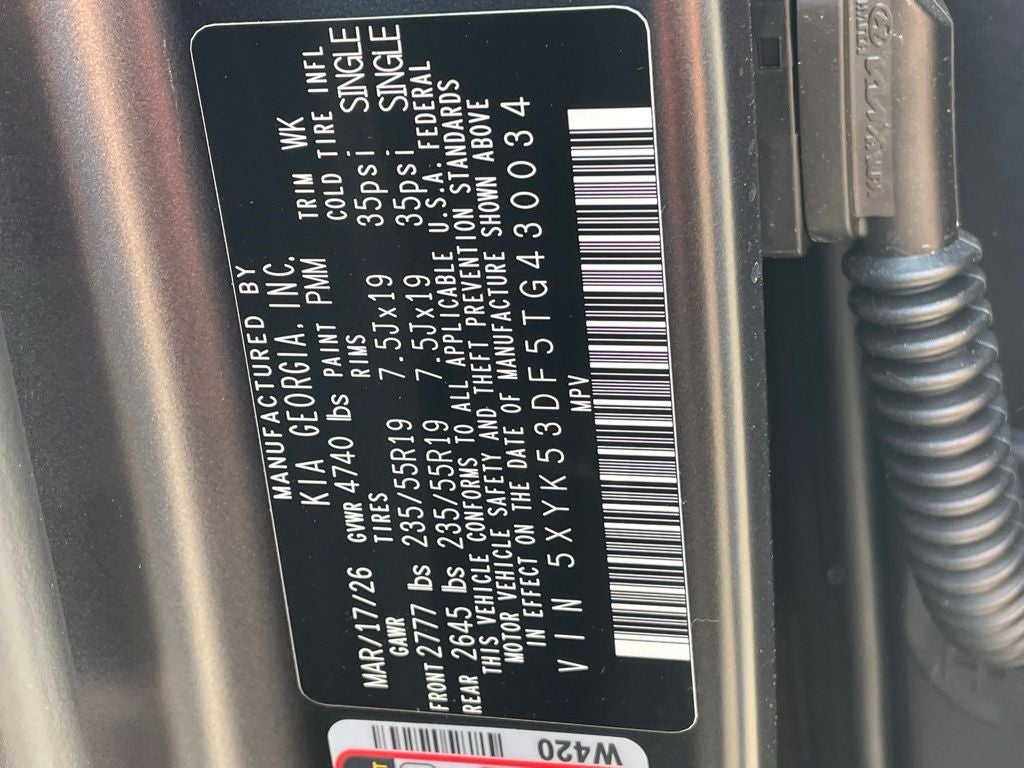 MANUFACTURED BY
KIA GEORGIA. INC.
MAR/17/26 GVWR 4740 lbs PAINT PMM TRIM WK
GAWR TIRES RIMS COLD TIRE INFL
FRONT 2777 lbs 235/55R19 7.5Jx19 35psi SINGLE
REAR 2645 lbs 235/55R19 7.5Jx19 35psi SINGLE
THIS VEHICLE CONFORMS TO ALL APPLICABLE U.S.A. FEDERAL
MOTOR VEHICLE SAFETY AND THEFT PREVENTION STANDARDS
IN EFFECT ON THE DATE OF MANUFACTURE SHOWN ABOVE
VIN 5XYK53DF5TG430034
MPV
W420